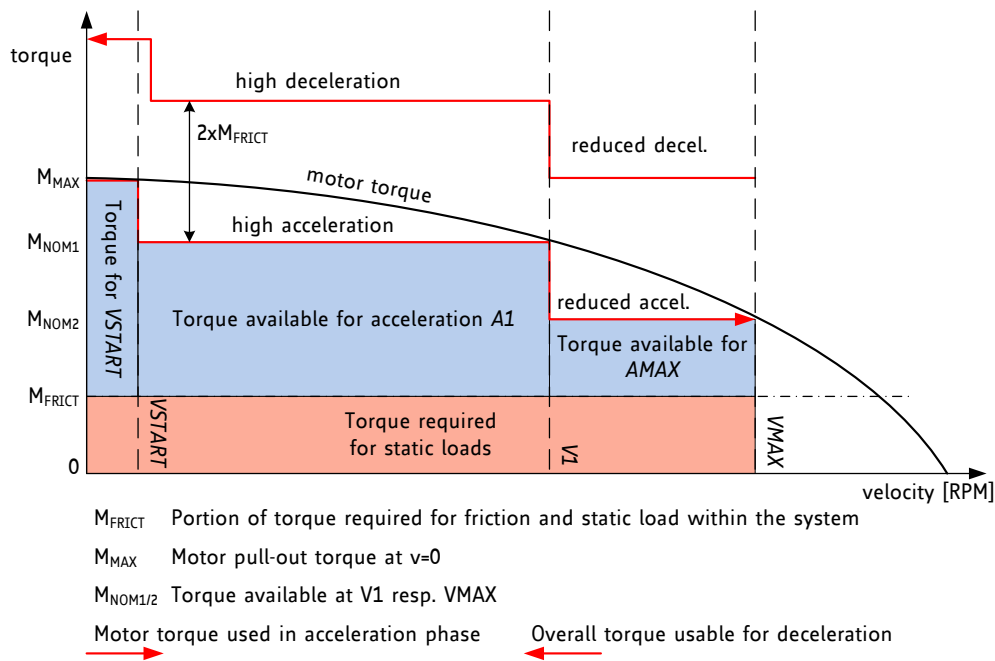 torque
high deceleration
2xMFRICT
reduced decel.
MMAX
motor torque
Torque for VSTART
MNOM1
high acceleration
MNOM2
Torque available for acceleration A1
reduced accel.
Torque available for
AMAX
MFRICT
VSTART
Torque required
for static loads
V1
VMAX
0
velocity [RPM]
MFRICT Portion of torque required for friction and static load within the system
MMAX Motor pull-out torque at v=0
MNOM1/2 Torque available at V1 resp. VMAX
Motor torque used in acceleration phase
Overall torque usable for deceleration